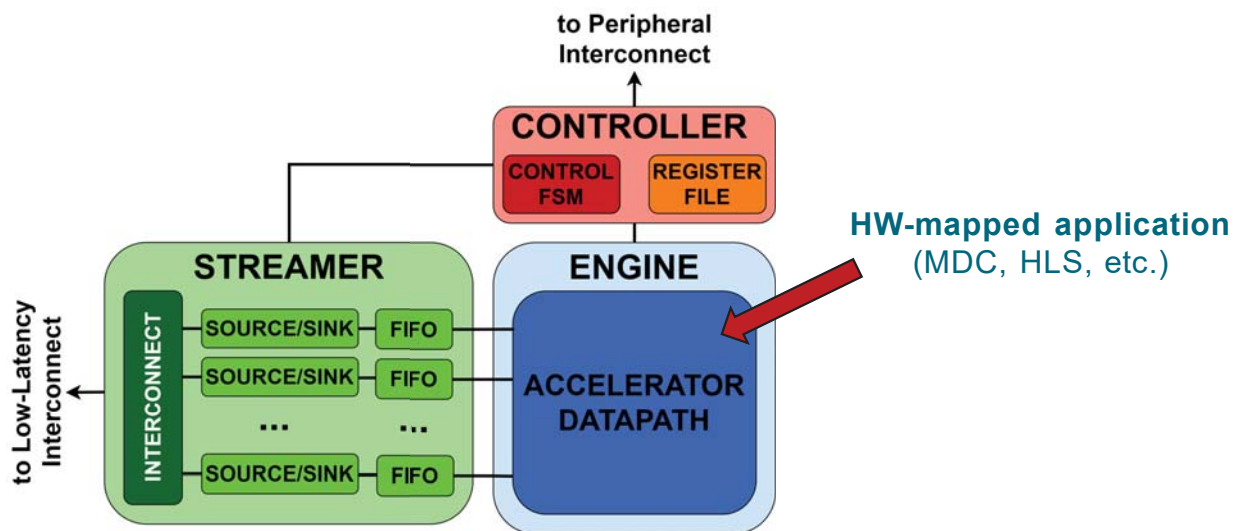 to Peripheral
Interconnect
CONTROLLER
CONTROL
FSM
REGISTER
FILE
HW-mapped application
(MDC, HLS, etc.)
STREAMER
ENGINE
to Low-Latency
Interconnect
INTERCONNECT
SOURCE/SINK
FIFO
SOURCE/SINK
FIFO
...
...
SOURCE/SINK
FIFO
ACCELERATOR
DATAPATH